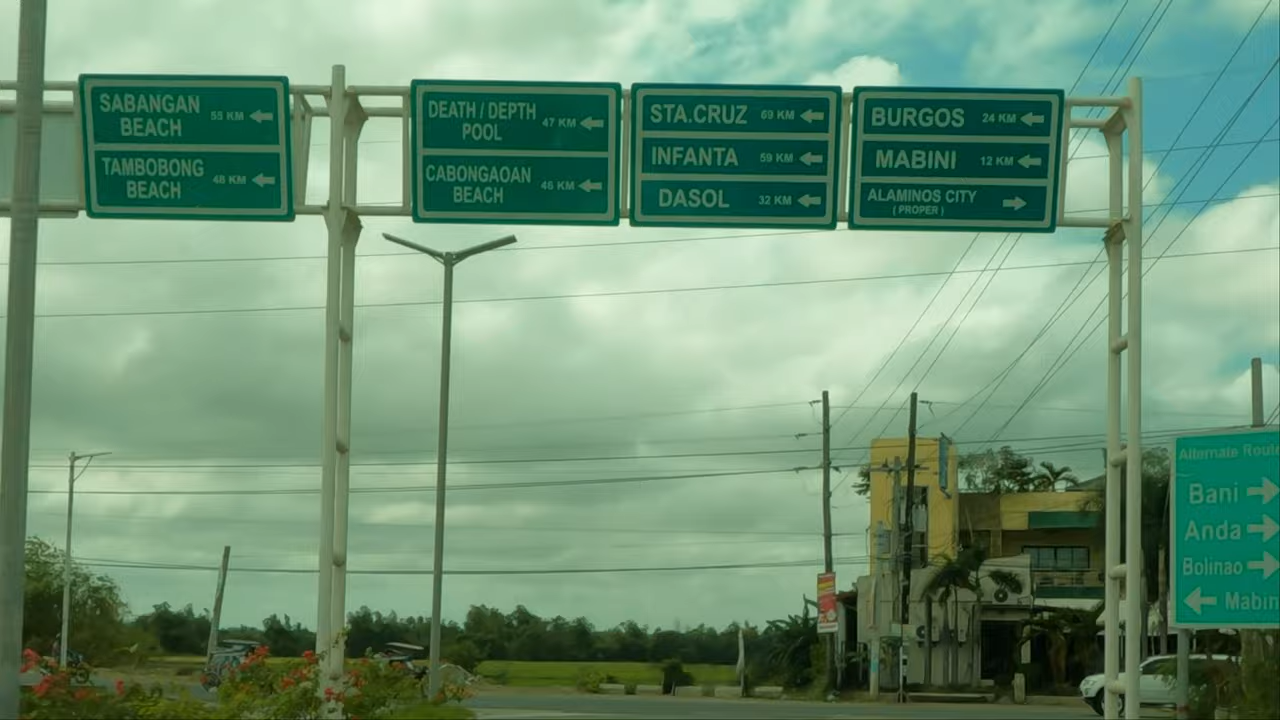 SABANGAN
BEACH
55 KM
TAMBOBONG
BEACH
48 KM
DEATH / DEPTH
POOL
47 KM
CABONGAOAN
BEACH
46 KM
STA.CRUZ 69 KM
INFANTA 59 KM
DASOL 32 KM
BURGOS 24 KM
MABINI 12 KM
ALAMINOS CITY
( PROPER )
Alternate Route
Bani
Anda
Bolinao
Mabin